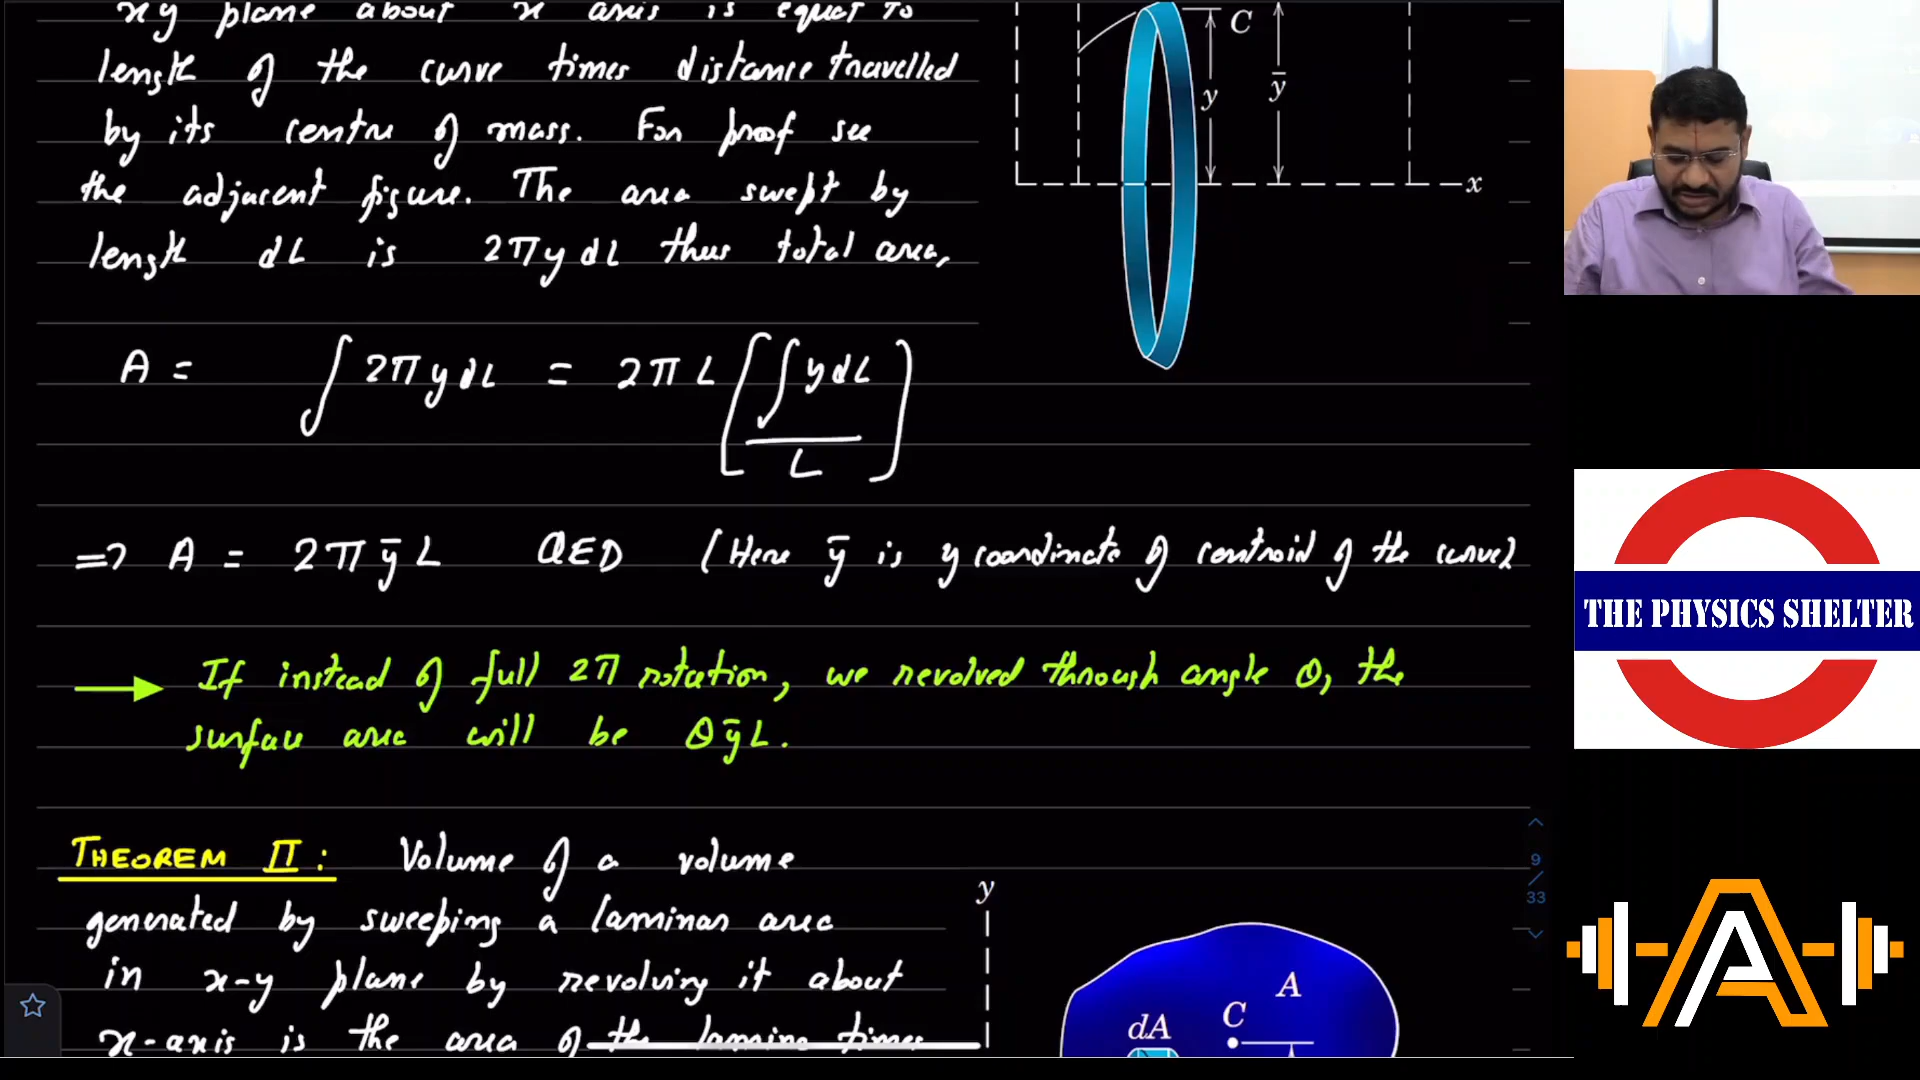 xy plane about x axis is equal to
length of the curve times distance travelled
by its centre of mass. For proof see
the adjacent figure. The area swept by
length dL is 2πy dL thus total area,
A = ∫ 2πy dL = 2πL [∫ y dL / L]
=> A = 2π ȳ L QED (Here ȳ is y coordinate of centroid of the curve)
→ If instead of full 2π rotation, we revolved through angle θ, the
surface area will be θ ȳ L.
THEOREM II : Volume of a volume
generated by sweeping a laminar area
in x-y plane by revolving it about
x-axis is the area of the lamina times
C
y
ȳ
x
y
A
C
dA
9
/
33
THE PHYSICS SHELTER